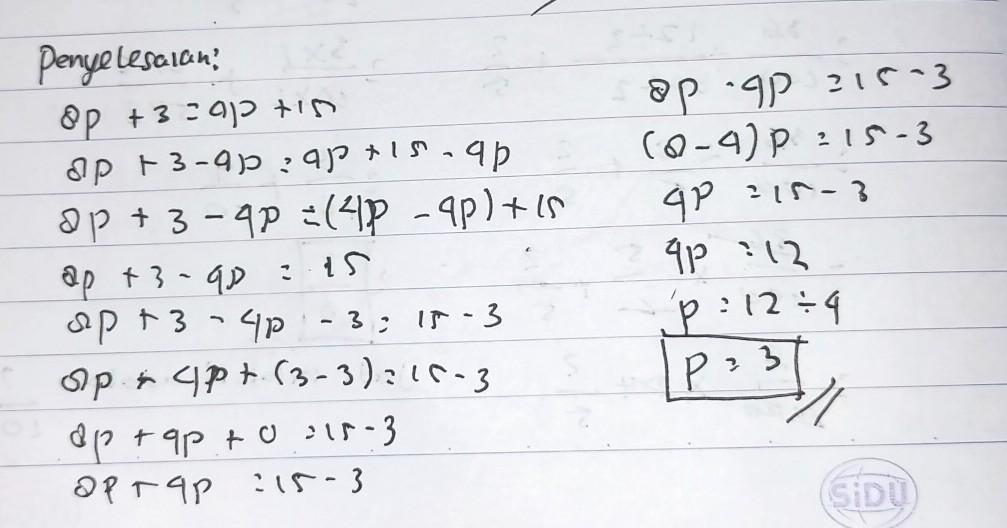 Penyelesaian:
8p + 3 = 4p + 15
8p + 3 - 4p = 4p + 15 - 4p
8p + 3 - 4p = (4p - 4p) + 15
8p + 3 - 4p = 15
8p + 3 - 4p - 3 = 15 - 3
8p + 4p + (3 - 3) = 15 - 3
8p + 4p + 0 = 15 - 3
8p + 4p = 15 - 3
8p - 4p = 15 - 3
(8 - 4) p = 15 - 3
4p = 15 - 3
4p = 12
p = 12 ÷ 4
p = 3
SiDU